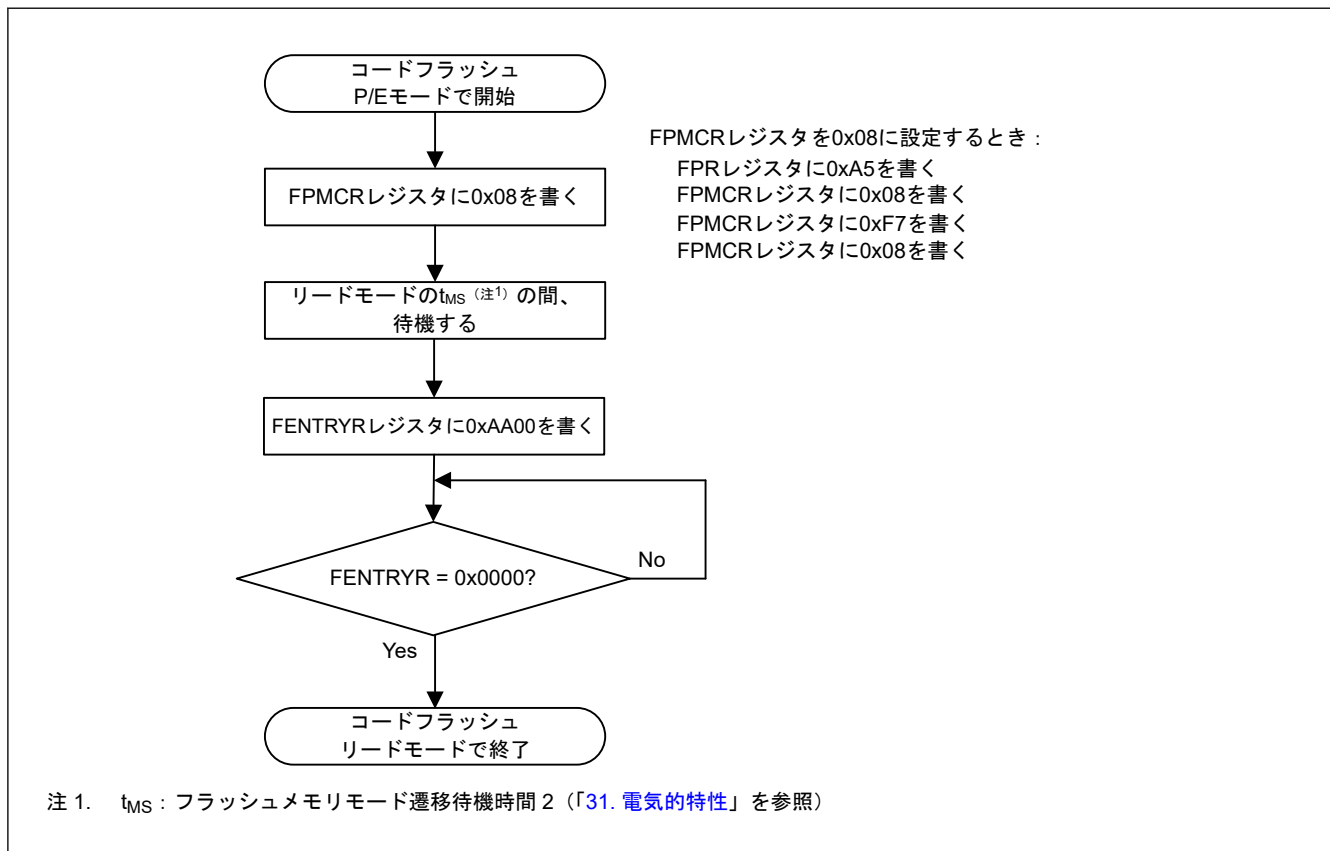 コードフラッシュ
P/Eモードで開始
FPMCRレジスタに0x08を書く
FPMCRレジスタを0x08に設定するとき：
FPRレジスタに0xA5を書く
FPMCRレジスタに0x08を書く
FPMCRレジスタに0xF7を書く
FPMCRレジスタに0x08を書く
リードモードのtMS（注1）の間、
待機する
FENTRYRレジスタに0xAA00を書く
FENTRYR = 0x0000?
No
Yes
コードフラッシュ
リードモードで終了
注 1. tMS：フラッシュメモリモード遷移待機時間 2（「31. 電気的特性」を参照）